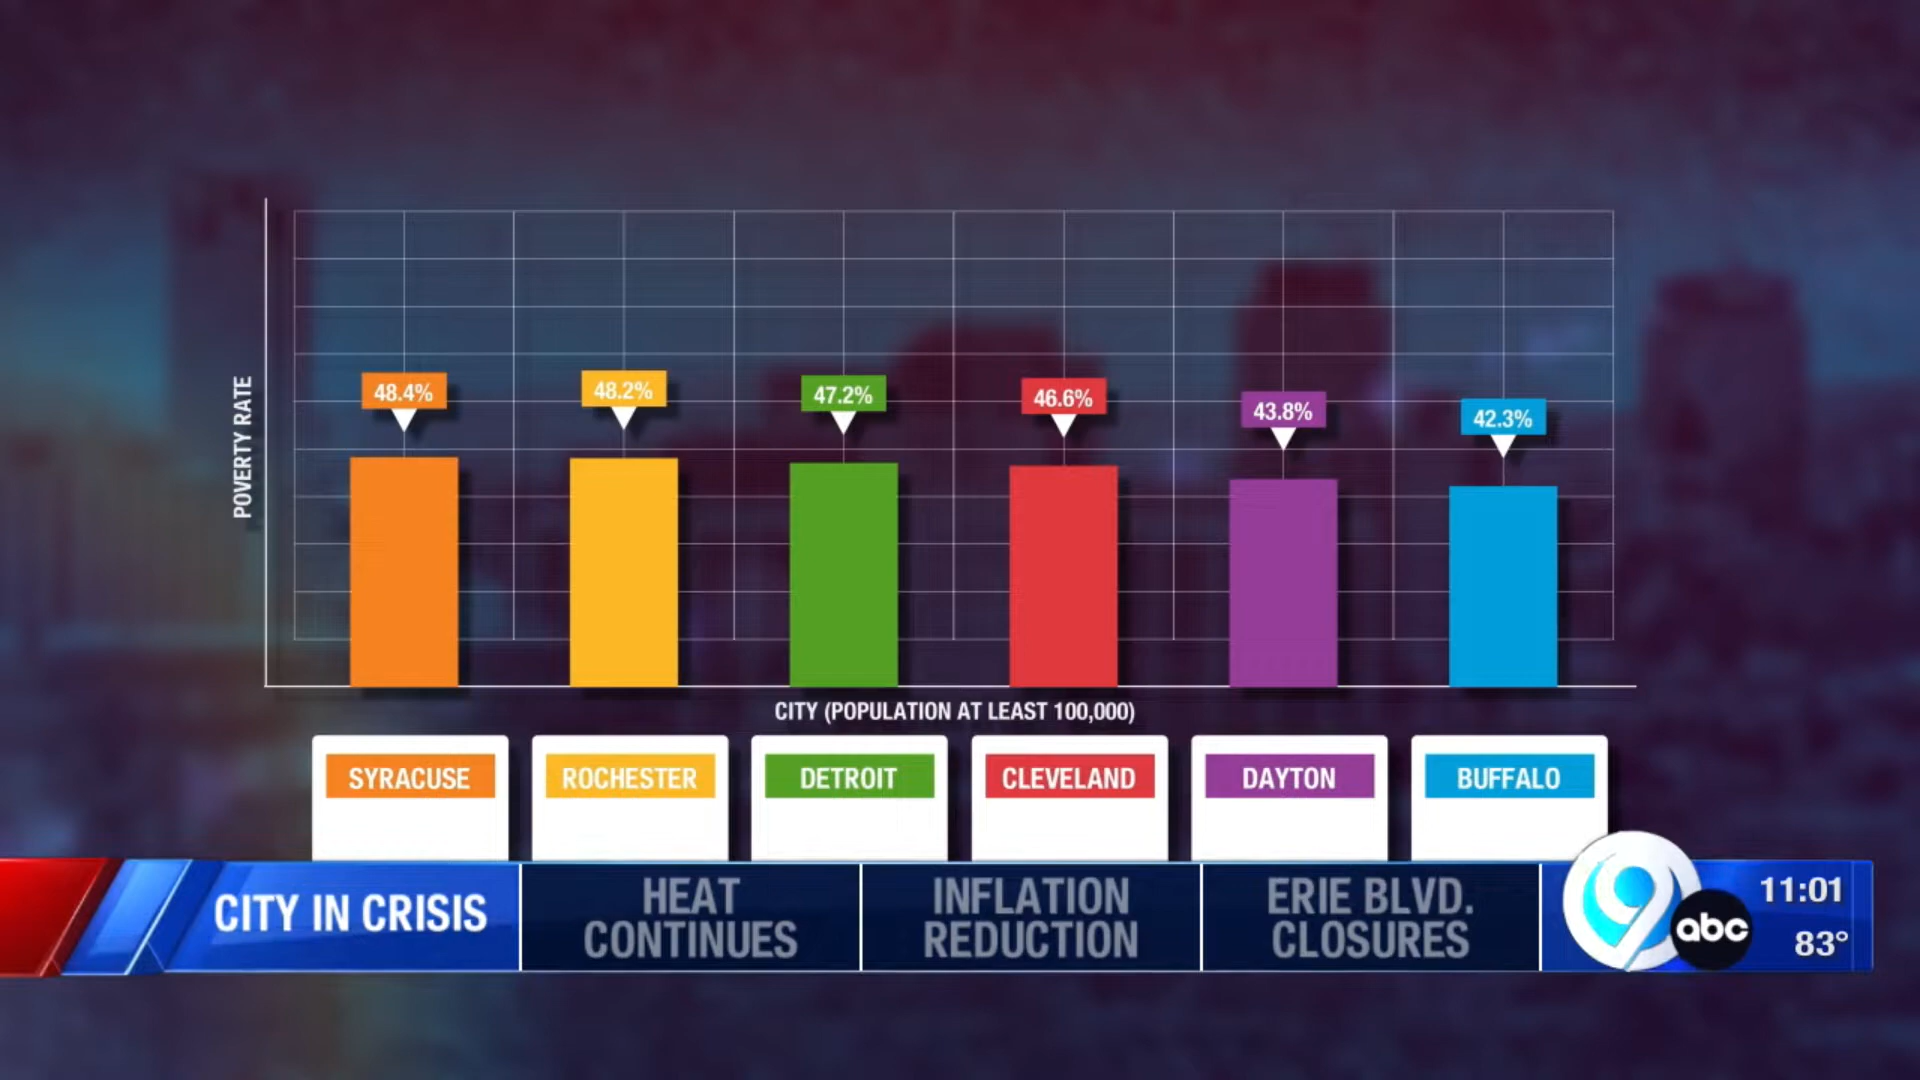 48.4%
48.2%
47.2%
46.6%
43.8%
42.3%
POVERTY RATE
CITY (POPULATION AT LEAST 100,000)
SYRACUSE
ROCHESTER
DETROIT
CLEVELAND
DAYTON
BUFFALO
CITY IN CRISIS
HEAT
CONTINUES
INFLATION
REDUCTION
ERIE BLVD.
CLOSURES
9
abc
11:01
83°